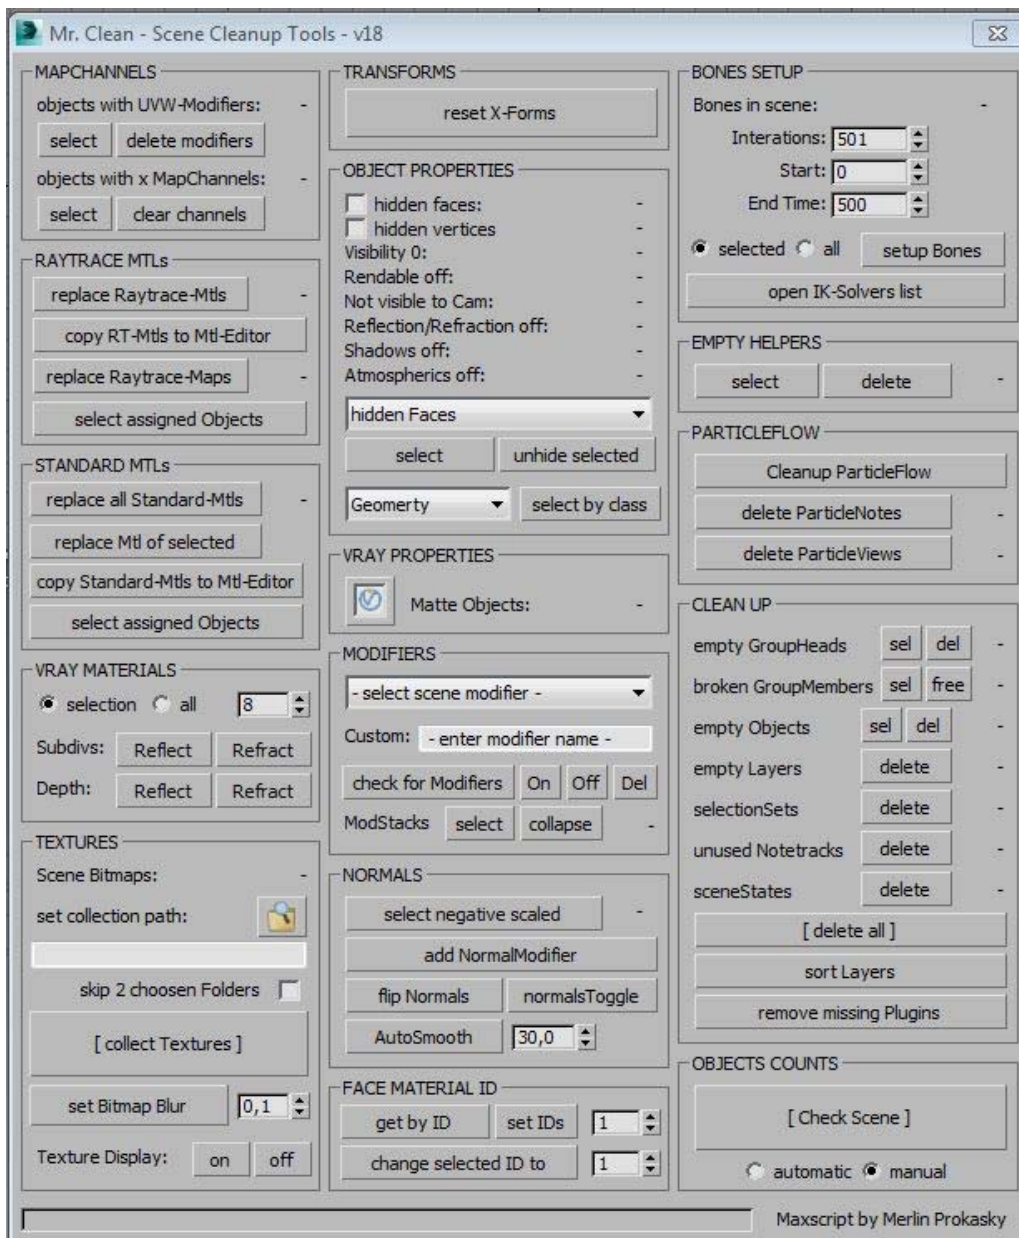 Mr. Clean - Scene Cleanup Tools - v18
MAPCHANNELS
objects with UVW-Modifiers: -
select delete modifiers
objects with x MapChannels: -
select clear channels
RAYTRACE MTLs
replace Raytrace-Mtls -
copy RT-Mtls to Mtl-Editor
replace Raytrace-Maps -
select assigned Objects
STANDARD MTLs
replace all Standard-Mtls -
replace Mtl of selected
copy Standard-Mtls to Mtl-Editor
select assigned Objects
VRAY MATERIALS
selection all 8
Subdivs: Reflect Refract
Depth: Reflect Refract
TEXTURES
Scene Bitmaps: -
set collection path:
skip 2 choosen Folders
[ collect Textures ]
set Bitmap Blur 0,1
Texture Display: on off
TRANSFORMS
reset X-Forms
OBJECT PROPERTIES
hidden faces: -
hidden vertices -
Visibility 0: -
Rendable off: -
Not visible to Cam: -
Reflection/Refraction off: -
Shadows off: -
Atmospherics off: -
hidden Faces
select unhide selected
Geomerty select by class
VRAY PROPERTIES
Matte Objects: -
MODIFIERS
- select scene modifier -
Custom: - enter modifier name -
check for Modifiers On Off Del
ModStacks select collapse -
NORMALS
select negative scaled -
add NormalModifier
flip Normals normalsToggle
AutoSmooth 30,0
FACE MATERIAL ID
get by ID set IDs 1
change selected ID to 1
BONES SETUP
Bones in scene: -
Interations: 501
Start: 0
End Time: 500
selected all setup Bones
open IK-Solvers list
EMPTY HELPERS
select delete -
PARTICLEFLOW
Cleanup ParticleFlow
delete ParticleNotes -
delete ParticleViews -
CLEAN UP
empty GroupHeads sel del -
broken GroupMembers sel free -
empty Objects sel del -
empty Layers delete -
selectionSets delete -
unused Notetracks delete -
sceneStates delete -
[ delete all ]
sort Layers
remove missing Plugins
OBJECTS COUNTS
[ Check Scene ]
automatic manual
Maxscript by Merlin Prokasky